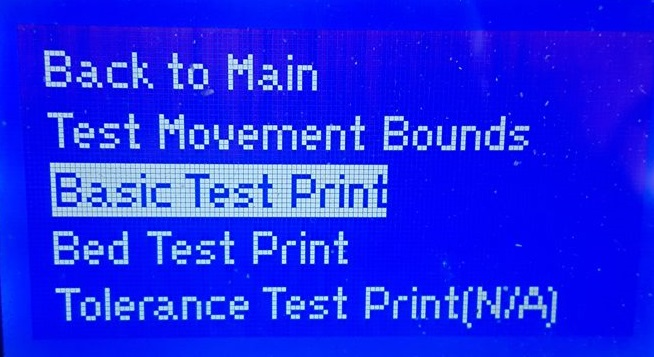 Back to Main
Test Movement Bounds
Basic Test Print
Bed Test Print
Tolerance Test Print(N/A)